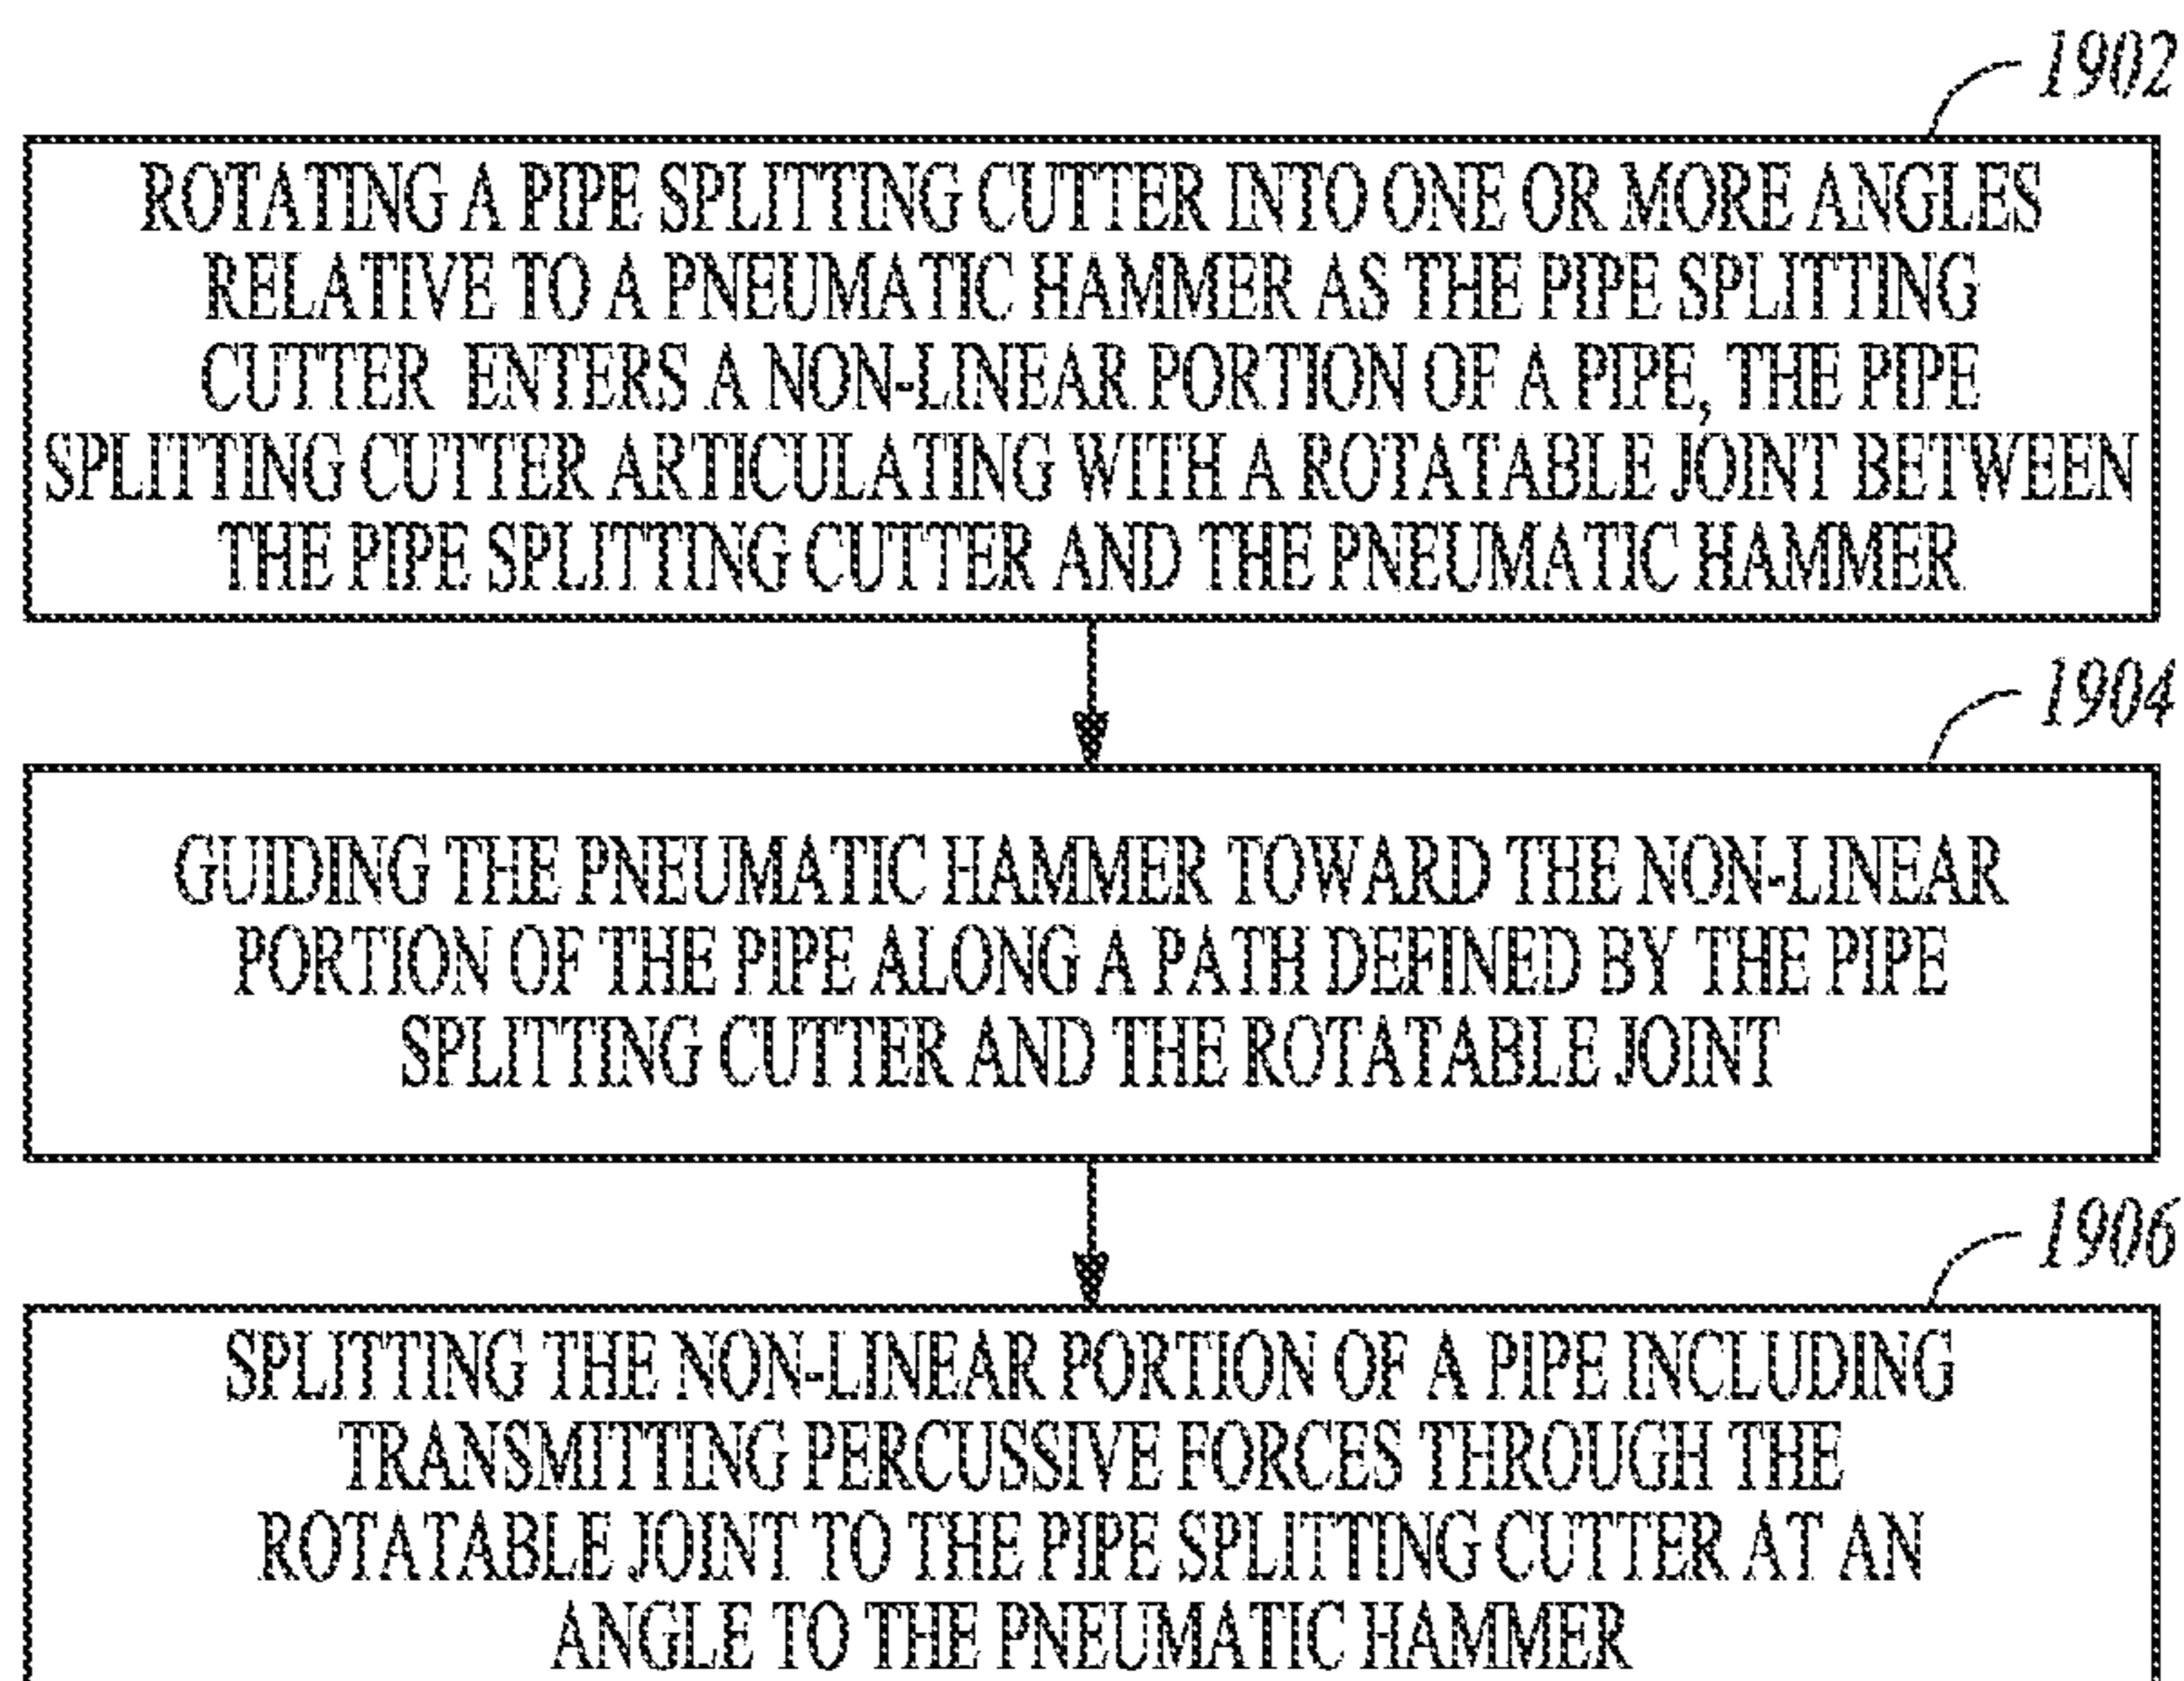 1902
ROTATING A PIPE SPLITTING CUTTER INTO ONE OR MORE ANGLES
RELATIVE TO A PNEUMATIC HAMMER AS THE PIPE SPLITTING
CUTTER ENTERS A NON-LINEAR PORTION OF A PIPE, THE PIPE
SPLITTING CUTTER ARTICULATING WITH A ROTATABLE JOINT BETWEEN
THE PIPE SPLITTING CUTTER AND THE PNEUMATIC HAMMER
1904
GUIDING THE PNEUMATIC HAMMER TOWARD THE NON-LINEAR
PORTION OF THE PIPE ALONG A PATH DEFINED BY THE PIPE
SPLITTING CUTTER AND THE ROTATABLE JOINT
1906
SPLITTING THE NON-LINEAR PORTION OF A PIPE INCLUDING
TRANSMITTING PERCUSSIVE FORCES THROUGH THE
ROTATABLE JOINT TO THE PIPE SPLITTING CUTTER AT AN
ANGLE TO THE PNEUMATIC HAMMER